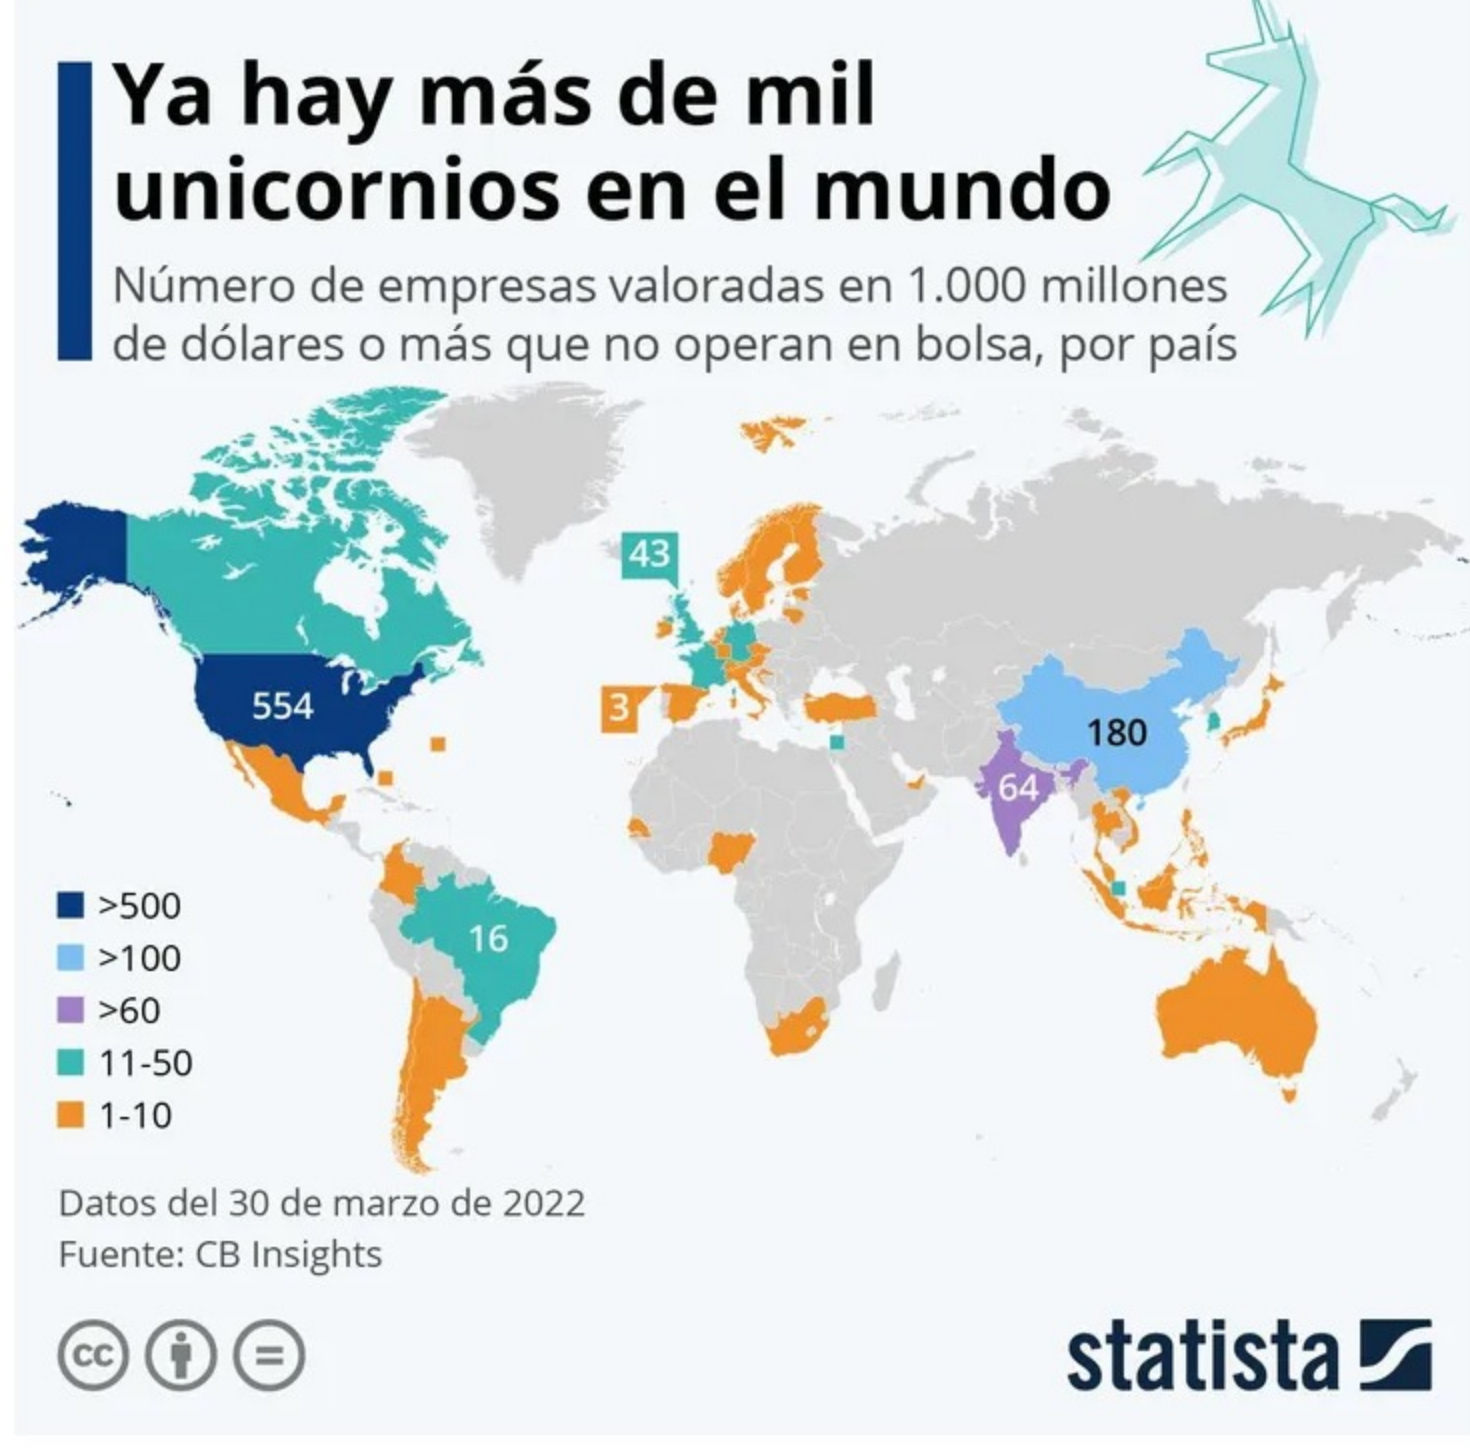 Ya hay más de mil
unicornios en el mundo
Número de empresas valoradas en 1.000 millones
de dólares o más que no operan en bolsa, por país
43
554
3
180
64
16
>500
>100
>60
11-50
1-10
Datos del 30 de marzo de 2022
Fuente: CB Insights
cc
=
statista